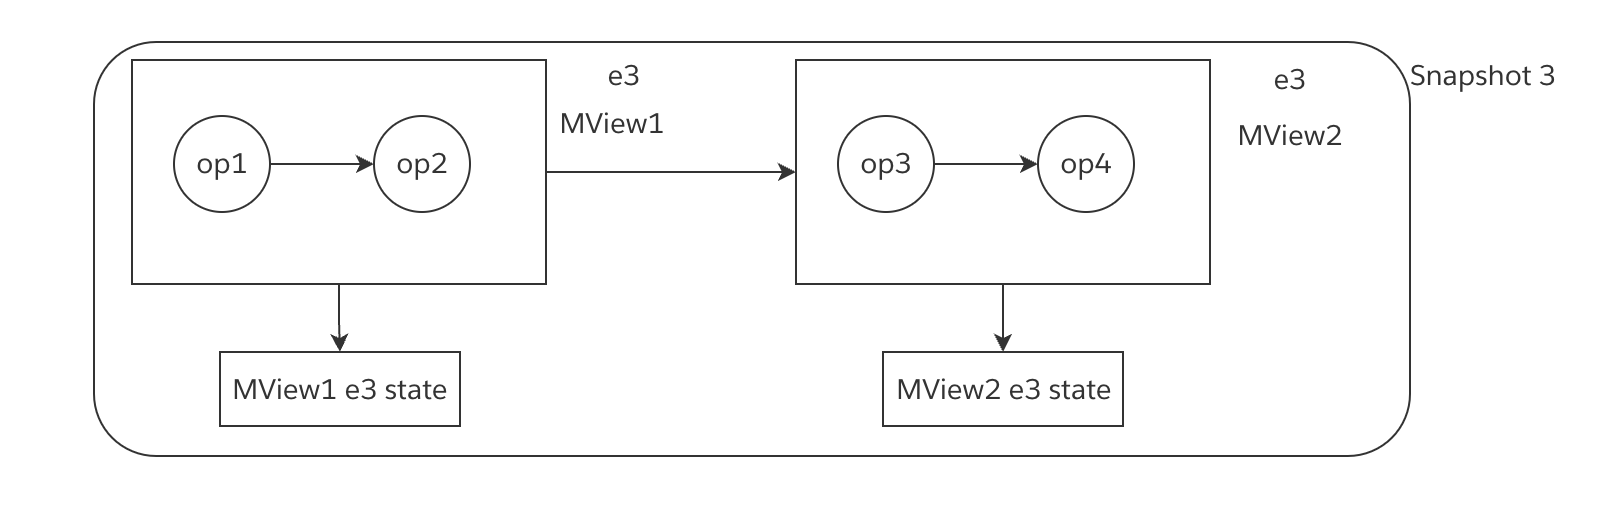 e3
MView1
op1
op2
e3
MView2
op3
op4
Snapshot 3
MView1 e3 state
MView2 e3 state